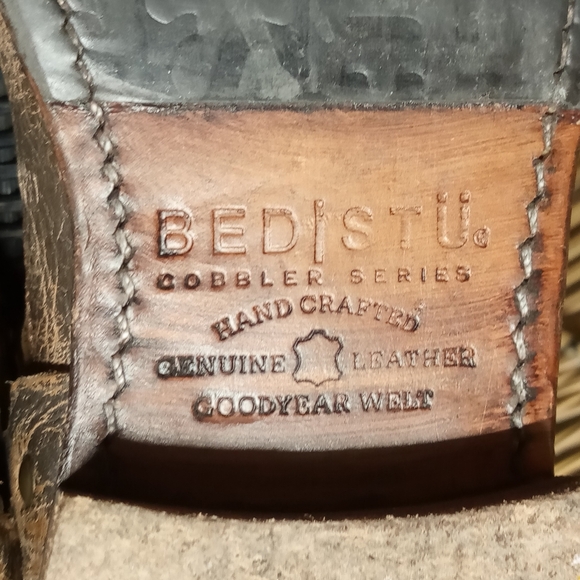 BED|STÜ
COBBLER SERIES
HAND CRAFTED
GENUINE LEATHER
GOODYEAR WELT